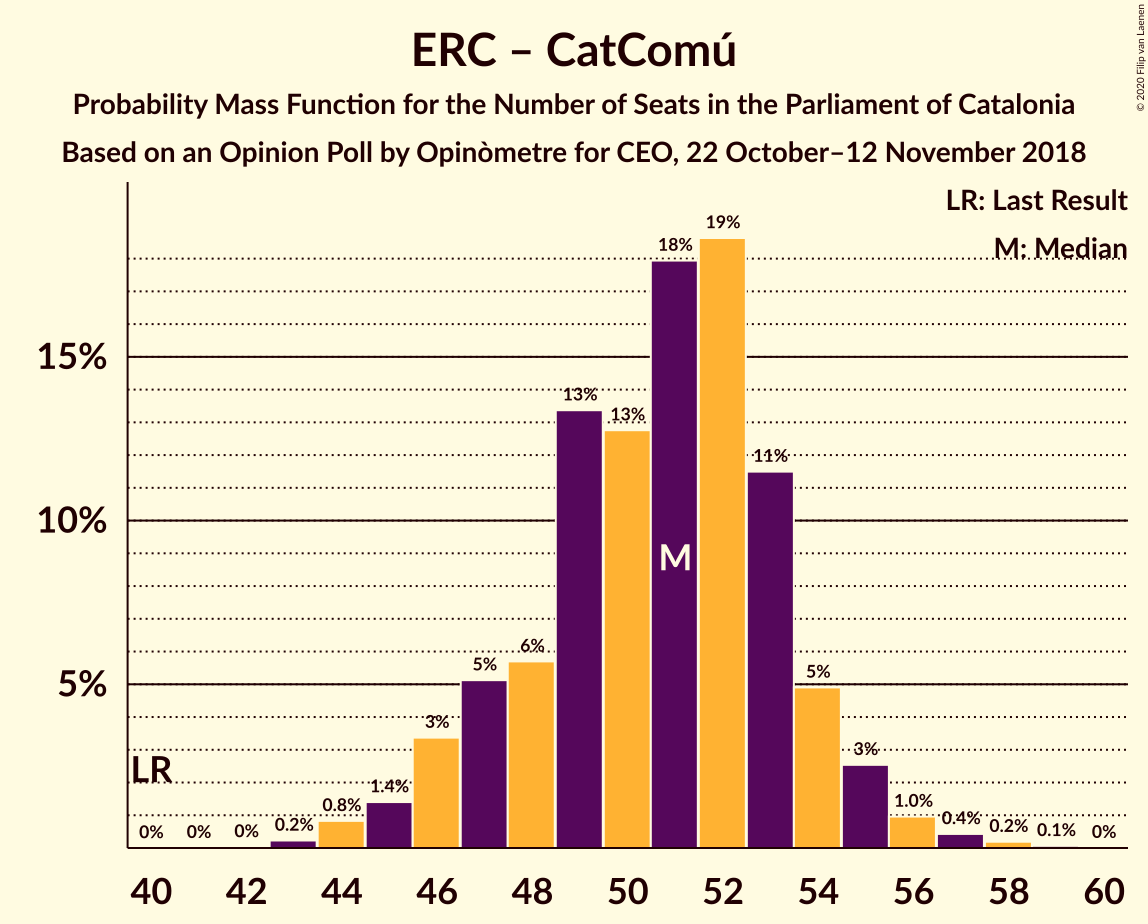 ERC – CatComú
Probability Mass Function for the Number of Seats in the Parliament of Catalonia
Based on an Opinion Poll by Opinòmetre for CEO, 22 October–12 November 2018
© 2020 Filip van Laenen
LR: Last Result
M: Median
15%
10%
5%
LR
M
0%
0%
0%
0.2%
0.8%
1.4%
3%
5%
6%
13%
13%
18%
19%
11%
5%
3%
1.0%
0.4%
0.2%
0.1%
0%
40 42 44 46 48 50 52 54 56 58 60